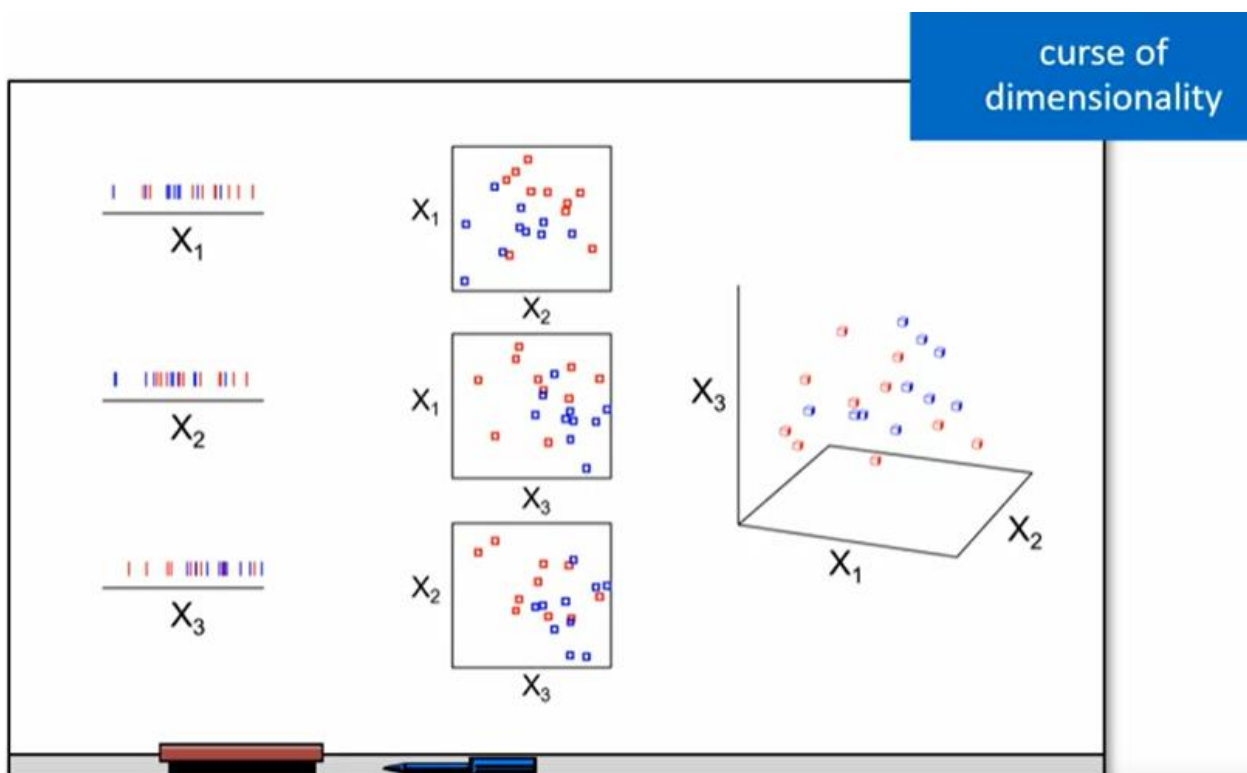 curse of
dimensionality
X₁
X₂
X₃
X₁
X₂
X₁
X₃
X₂
X₃
X₃
X₂
X₁